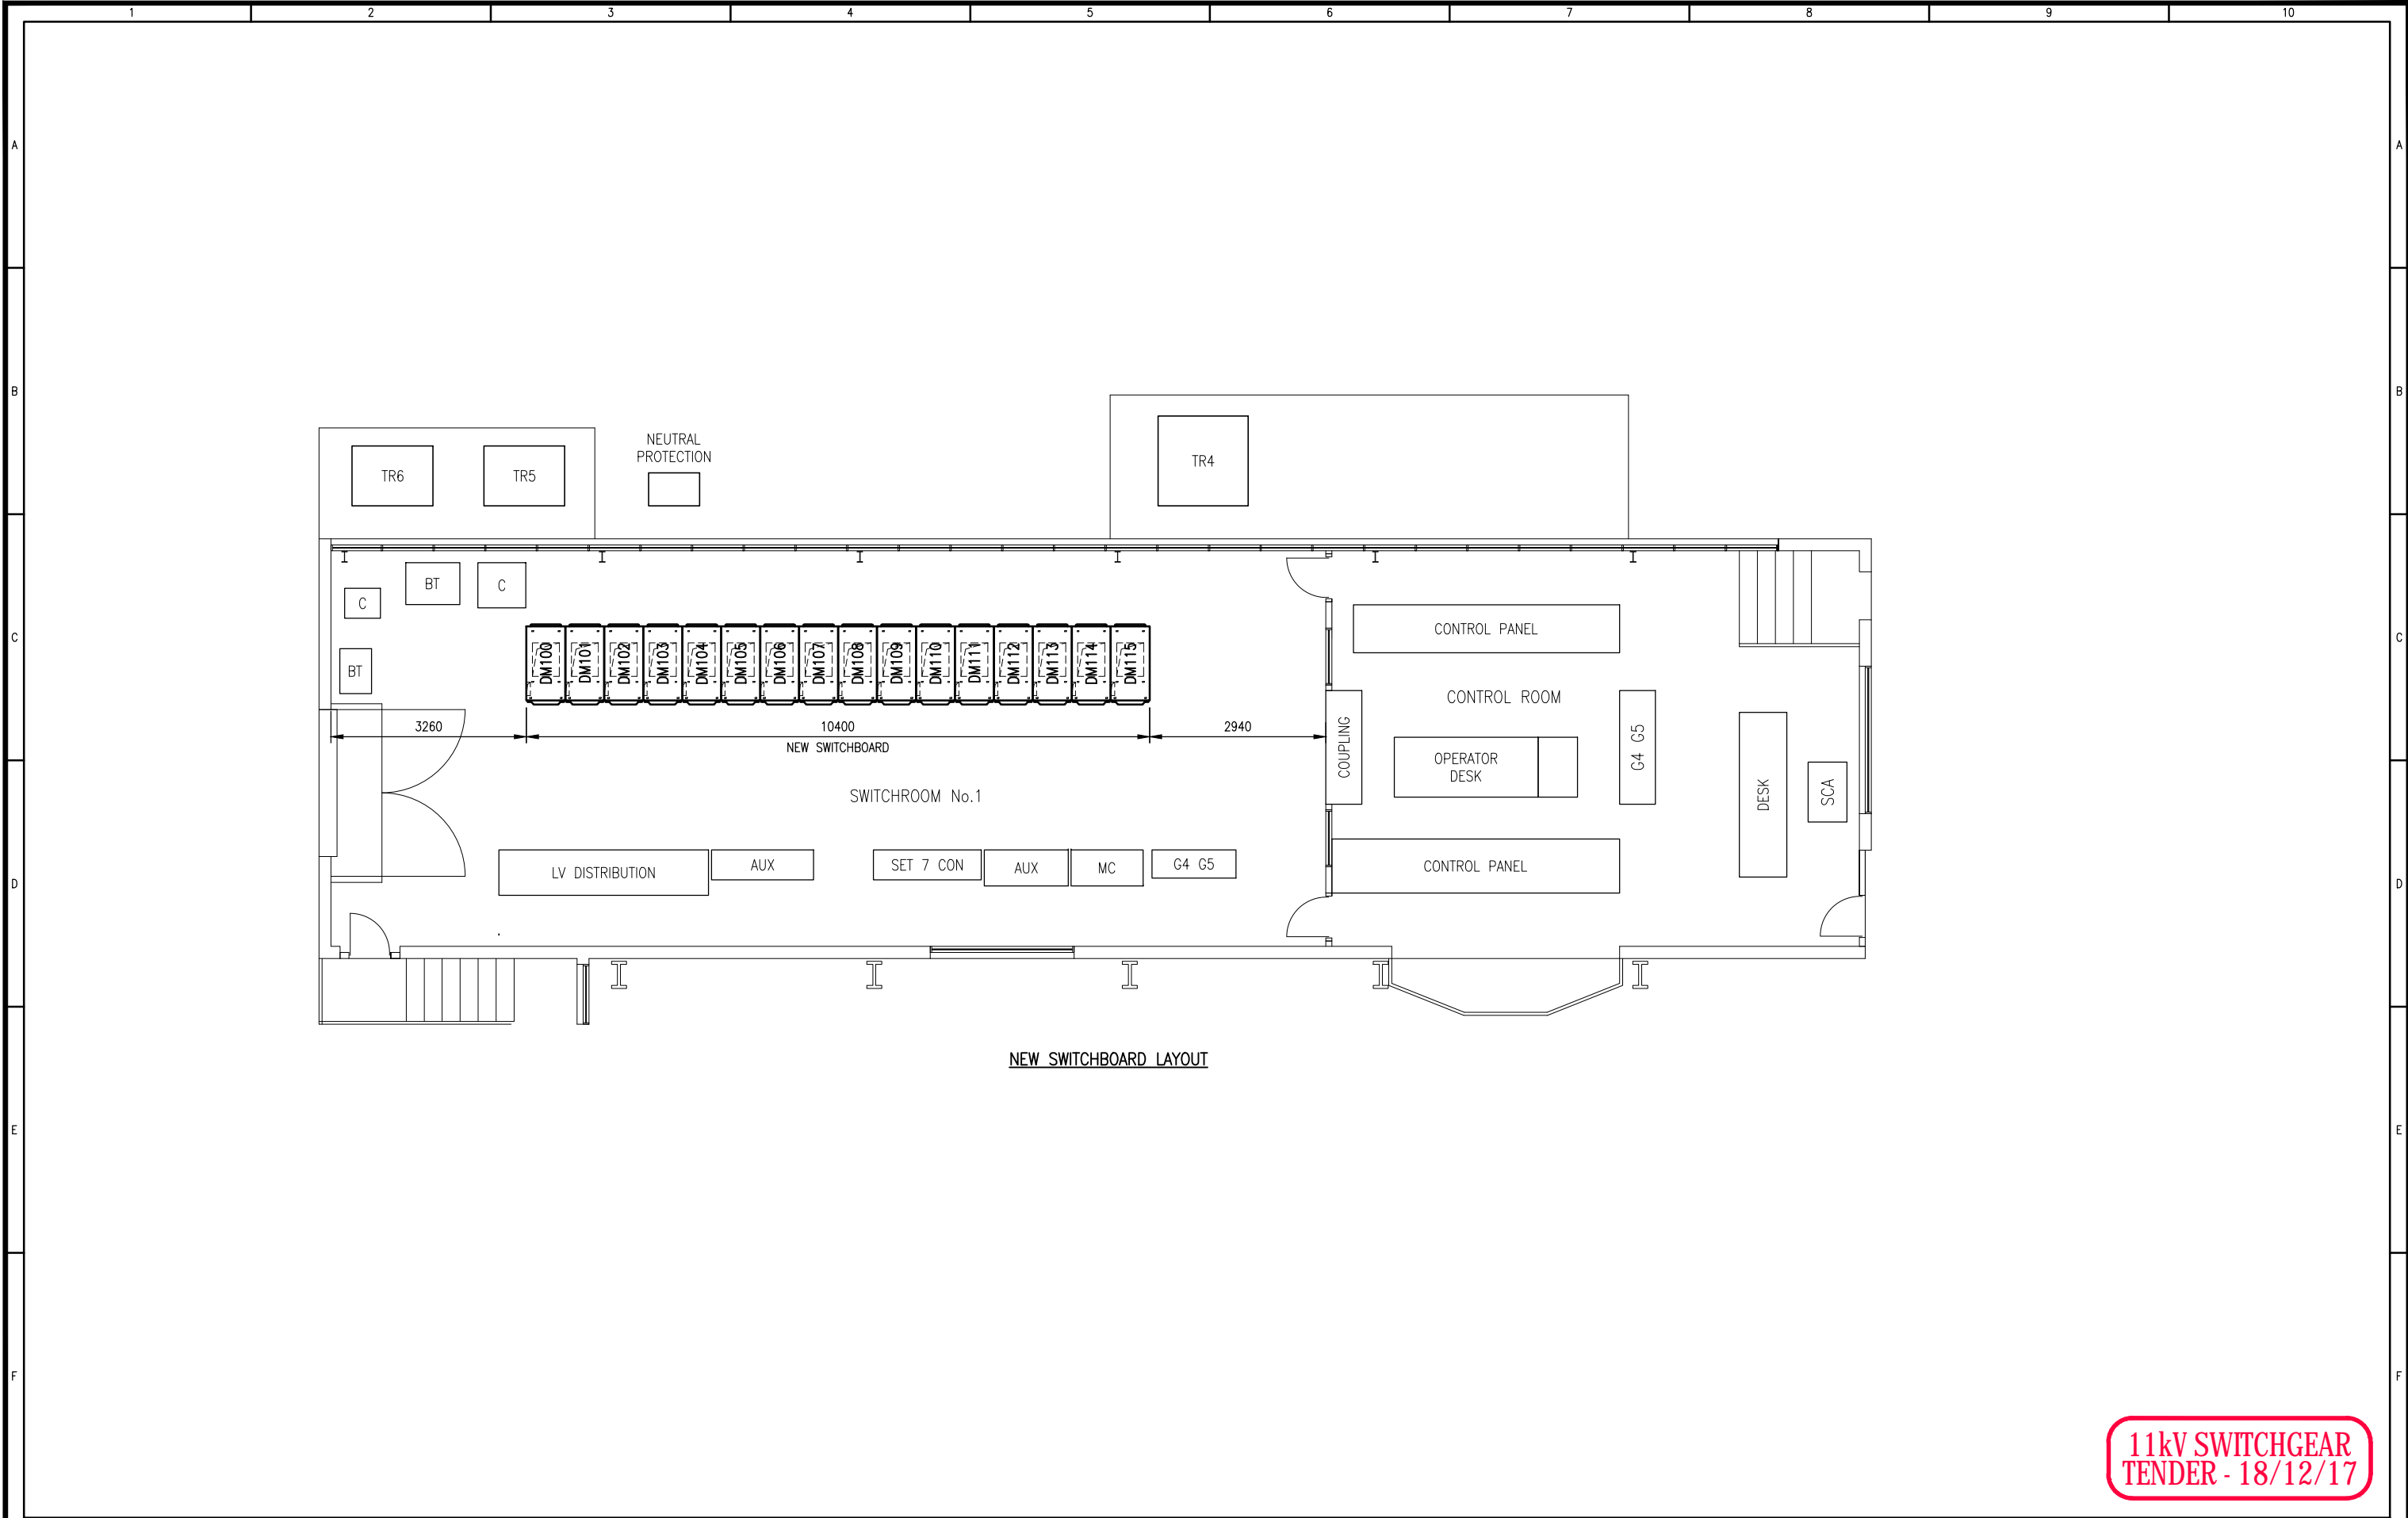 1 2 3 4 5 6 7 8 9 10
A A
B B
NEUTRAL
PROTECTION
TR6 TR5 TR4
C C
BT C
C
BT
DM100 DM101 DM102 DM103 DM104 DM105 DM106 DM107 DM108 DM109 DM110 DM111 DM112 DM113 DM114 DM115
CONTROL PANEL
CONTROL ROOM
3260 10400 2940
NEW SWITCHBOARD
COUPLING
OPERATOR
DESK
G4 G5
DESK
SCA
SWITCHROOM No.1
LV DISTRIBUTION
AUX
SET 7 CON
AUX
MC
G4 G5
CONTROL PANEL
D D
NEW SWITCHBOARD LAYOUT
E E
F F
11kV SWITCHGEAR
TENDER - 18/12/17